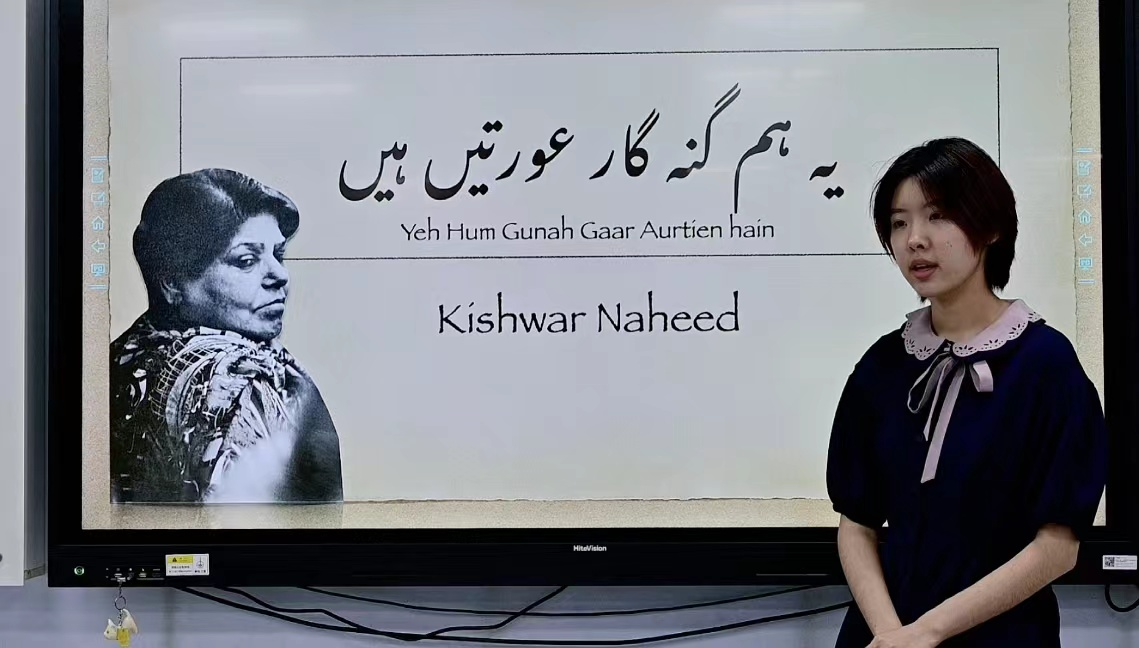 یہ ہم گنہ گار عورتیں ہیں
Yeh Hum Gunah Gaar Aurtien hain
Kishwar Naheed
HiteVision